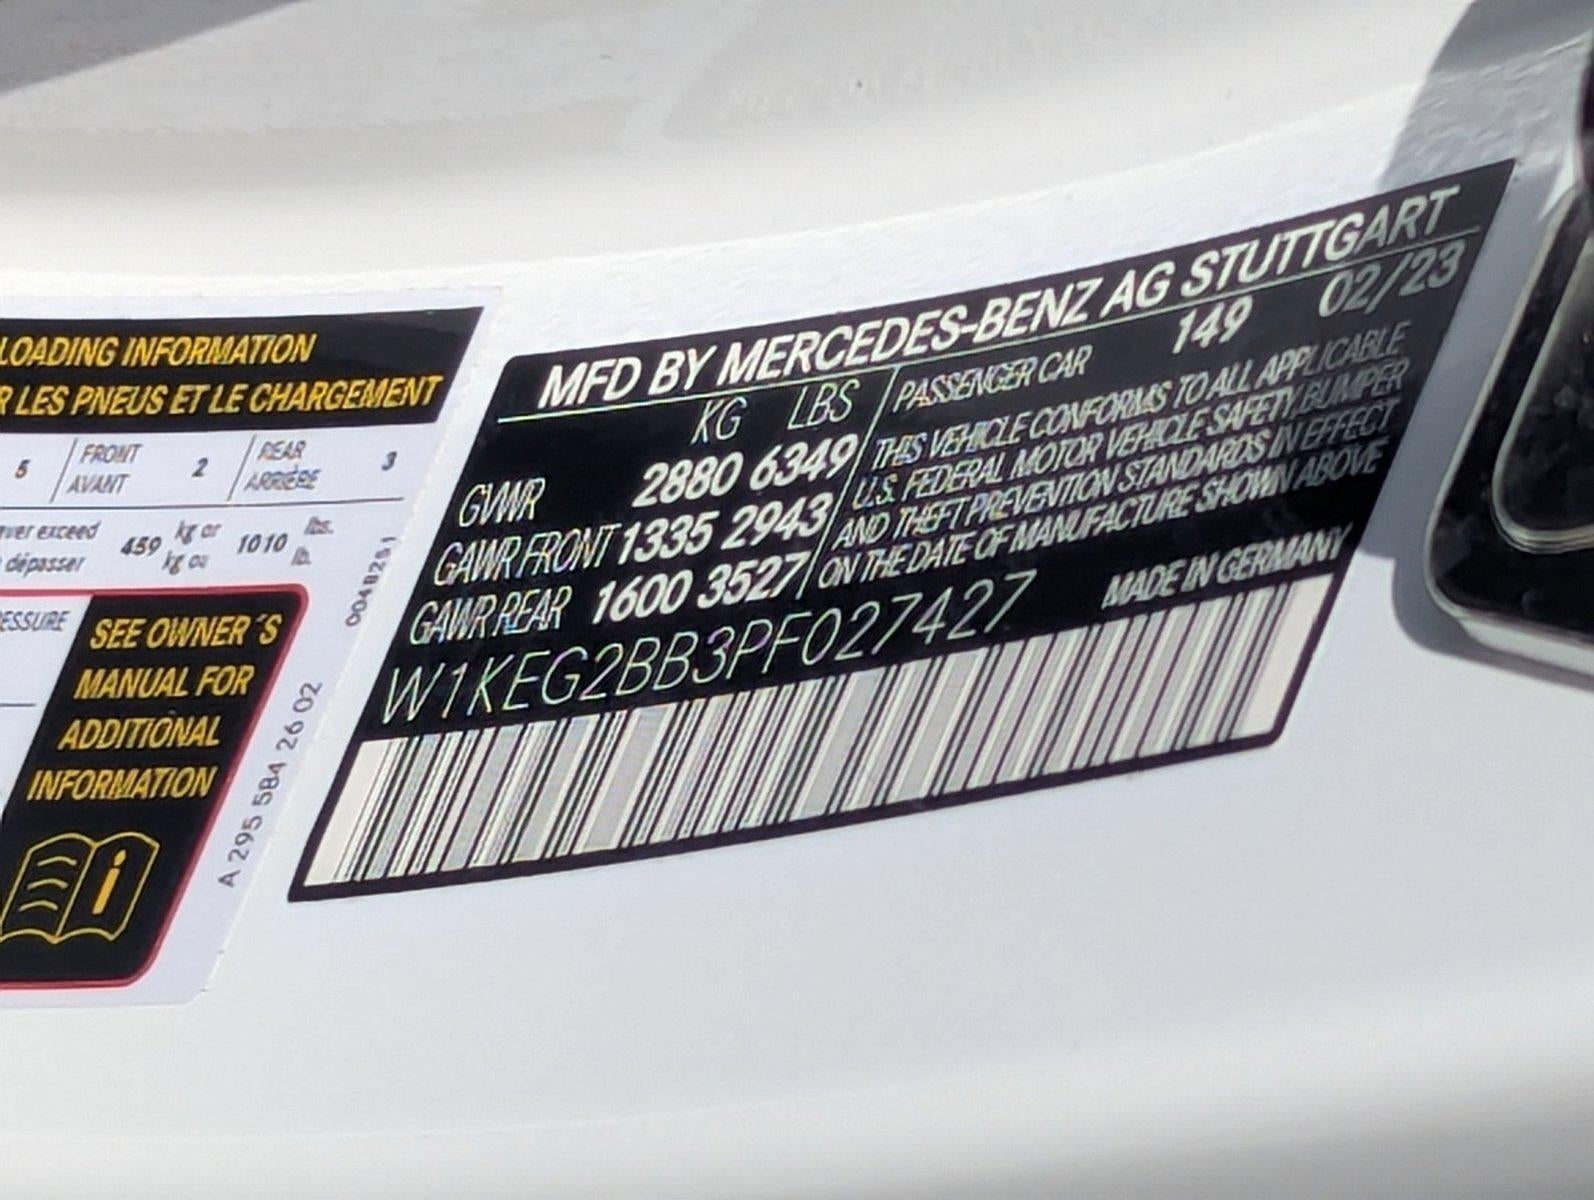 LOADING INFORMATION
R LES PNEUS ET LE CHARGEMENT
5 FRONT AVANT 2 REAR ARRIÈRE 3
ver exceed
dépasser
459 kg or kg ou 1010 lbs. lb.
ESSURE
SEE OWNER´S
MANUAL FOR
ADDITIONAL
INFORMATION
A 295 584 26 02
MFD BY MERCEDES-BENZ AG STUTTGART
KG LBS
GVWR 2880 6349
GAWR FRONT 1335 2943
GAWR REAR 1600 3527
PASSENGER CAR 149 02/23
THIS VEHICLE CONFORMS TO ALL APPLICABLE
U.S. FEDERAL MOTOR VEHICLE SAFETY,BUMPER
AND THEFT PREVENTION STANDARDS IN EFFECT
ON THE DATE OF MANUFACTURE SHOWN ABOVE
MADE IN GERMANY
W1KEG2BB3PF027427